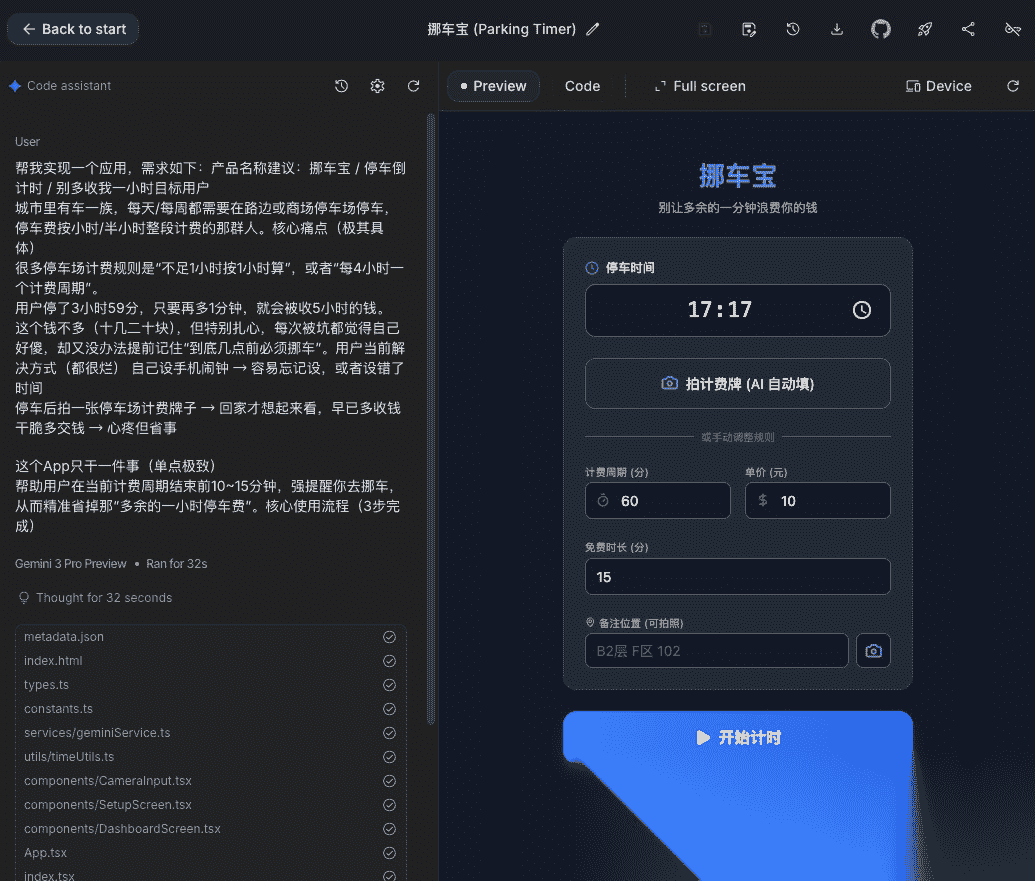 Back to start
挪车宝 (Parking Timer)
Code assistant
User
帮我实现一个应用，需求如下：产品名称建议：挪车宝 / 停车倒
计时 / 别多收我一小时目标用户
城市里有车一族，每天/每周都需要在路边或商场停车场停车，
停车费按小时/半小时整段计费的那群人。核心痛点（极其具
体）
很多停车场计费规则是“不足1小时按1小时算”，或者“每4小时一
个计费周期”。
用户停了3小时59分，只要再多1分钟，就会被收5小时的钱。
这个钱不多（十几二十块），但特别扎心，每次被坑都觉得自己
好傻，却又没办法提前记住“到底几点前必须挪车”。用户当前解
决方式（都很烂） 自己设手机闹钟 → 容易忘记设，或者设错了
时间
停车后拍一张停车场计费牌子 → 回家才想起来看，早已多收钱
干脆多交钱 → 心疼但省事
这个App只干一件事（单点极致）
帮助用户在当前计费周期结束前10~15分钟，强提醒你去挪车，
从而精准省掉那“多余的一小时停车费”。核心使用流程（3步完
成）
Gemini 3 Pro Preview • Ran for 32s
Thought for 32 seconds
metadata.json
index.html
types.ts
constants.ts
services/geminiService.ts
utils/timeUtils.ts
components/CameraInput.tsx
components/SetupScreen.tsx
components/DashboardScreen.tsx
App.tsx
index.tsx
Preview
Code
Full screen
Device
挪车宝
别让多余的一分钟浪费你的钱
停车时间
17:17
拍计费牌 (AI 自动填)
或手动调整规则
计费周期 (分)
单价 (元)
60
$ 10
免费时长 (分)
15
备注位置 (可拍照)
B2层 F区 102
开始计时